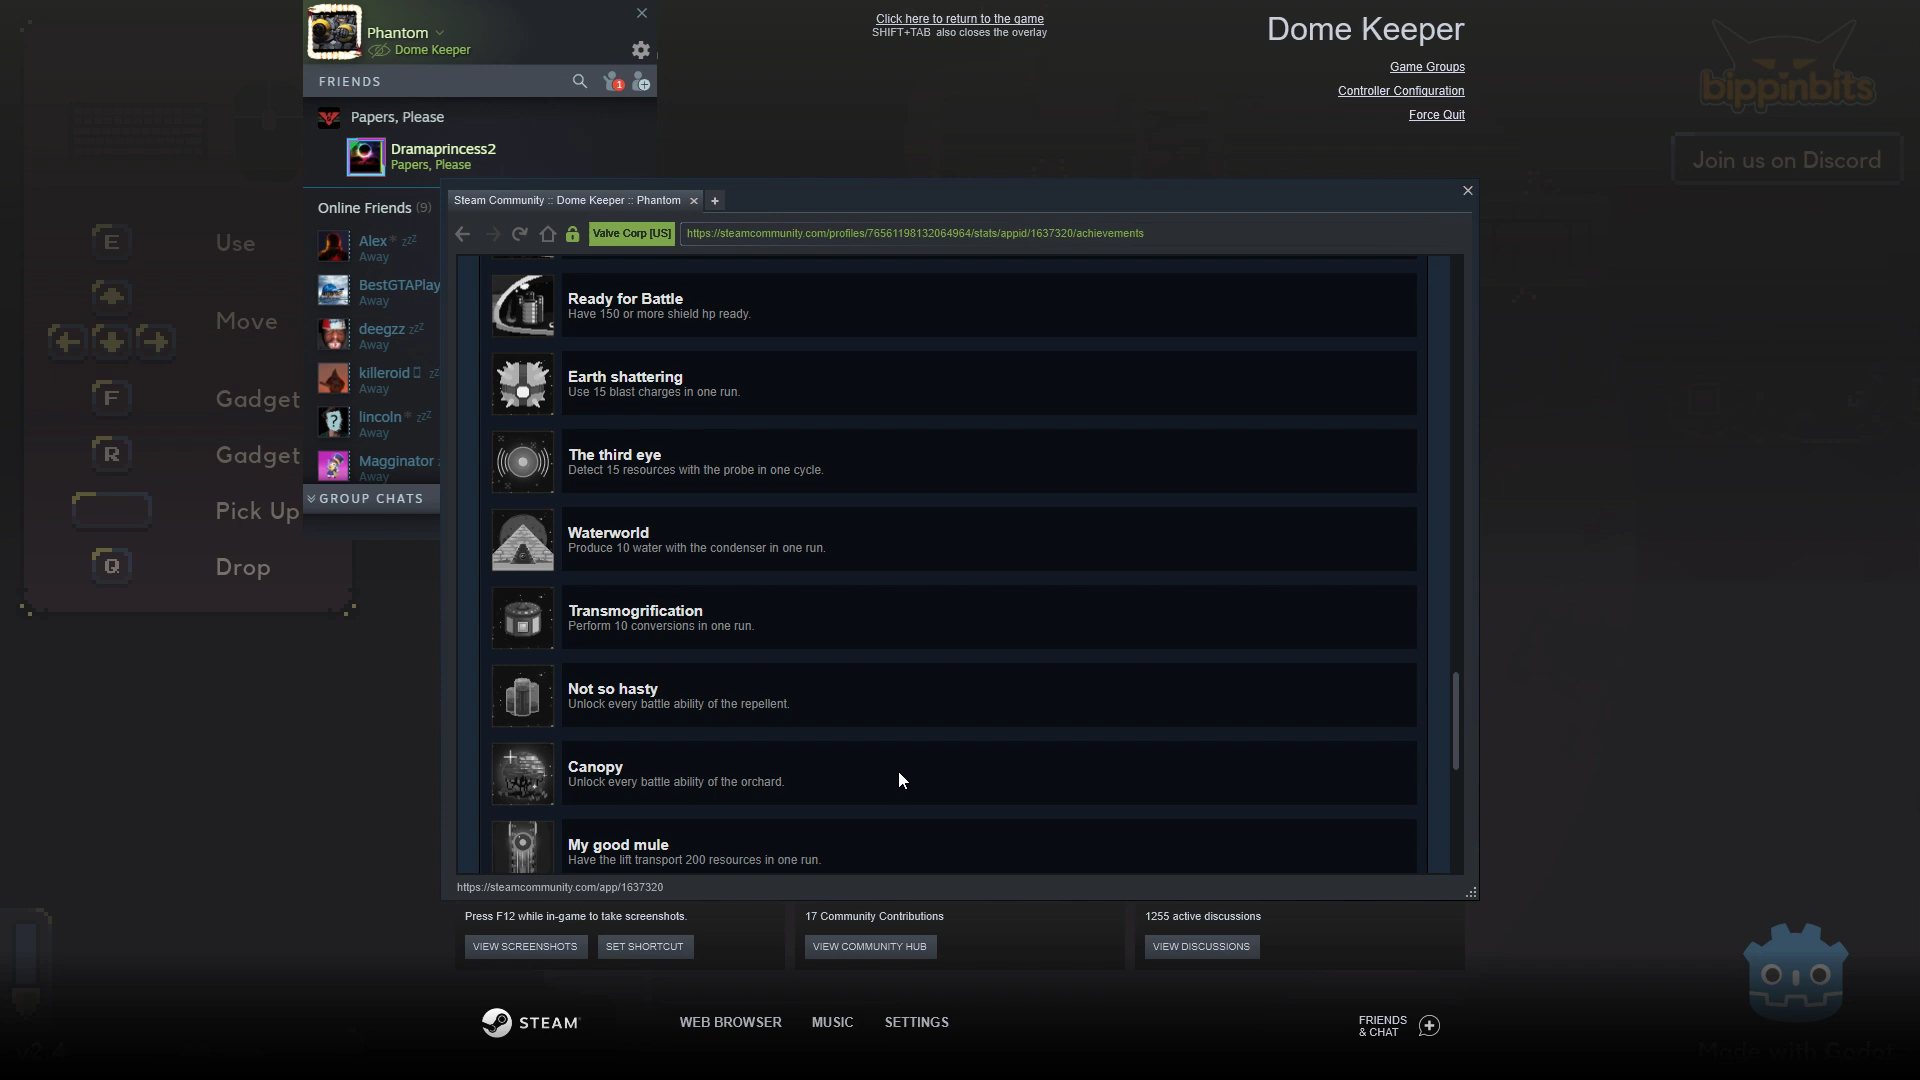 Phantom
Dome Keeper
FRIENDS
1
Papers, Please
Dramaprincess2
Papers, Please
Online Friends (9)
Alex* zzZ
Away
BestGTAPlay
Away
deegzz zzZ
Away
killeroid
Away
lincoln* zzZ
Away
Magginator
Away
GROUP CHATS
Click here to return to the game
SHIFT+TAB also closes the overlay
Dome Keeper
Game Groups
Controller Configuration
Force Quit
bippinbits
Join us on Discord
E Use
Move
F Gadget
R Gadget
Pick Up
Q Drop
Steam Community :: Dome Keeper :: Phantom
Valve Corp [US] https://steamcommunity.com/profiles/76561198132064964/stats/appid/1637320/achievements
Ready for Battle
Have 150 or more shield hp ready.
Earth shattering
Use 15 blast charges in one run.
The third eye
Detect 15 resources with the probe in one cycle.
Waterworld
Produce 10 water with the condenser in one run.
Transmogrification
Perform 10 conversions in one run.
Not so hasty
Unlock every battle ability of the repellent.
Canopy
Unlock every battle ability of the orchard.
My good mule
Have the lift transport 200 resources in one run.
https://steamcommunity.com/app/1637320
Press F12 while in-game to take screenshots.
VIEW SCREENSHOTS SET SHORTCUT
17 Community Contributions
VIEW COMMUNITY HUB
1255 active discussions
VIEW DISCUSSIONS
STEAM
WEB BROWSER MUSIC SETTINGS
FRIENDS
& CHAT
Made with Godot